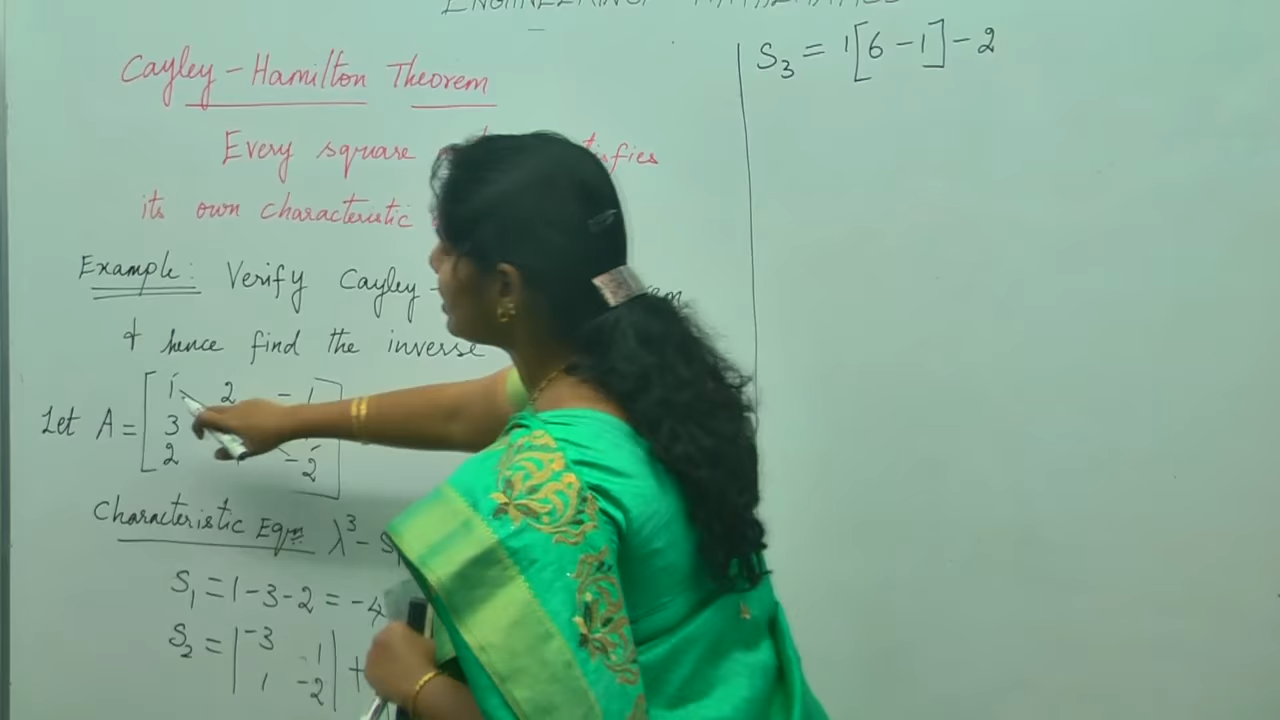 ENGINEERING MATHEMATICS
Cayley-Hamilton Theorem
Every square
its own characteristic
Example: Verify Cayley-
& hence find the inverse
Let A = [1 2 -1
3
2 -2]
Characteristic Eqn λ³ - S₁
S₁ = 1-3-2 = -4
S₂ = |-3 1
1 -2| +
S₃ = 1[6-1]-2